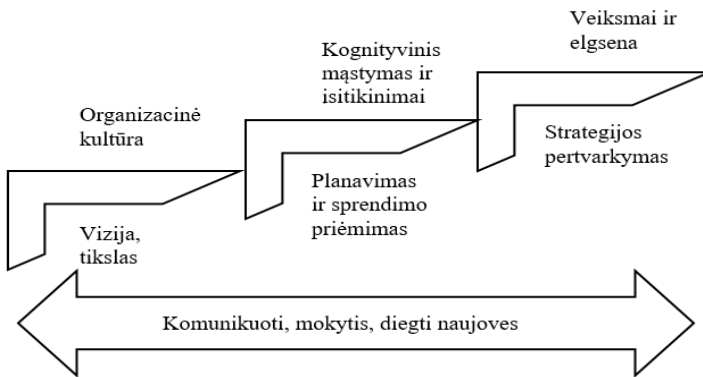 Organizacinė
kultūra
Vizija,
tikslas
Kognityvinis
mąstymas ir
isitikinimai
Planavimas
ir sprendimo
priėmimas
Veiksmai ir
elgsena
Strategijos
pertvarkymas
Komunikuoti, mokytis, diegti naujoves